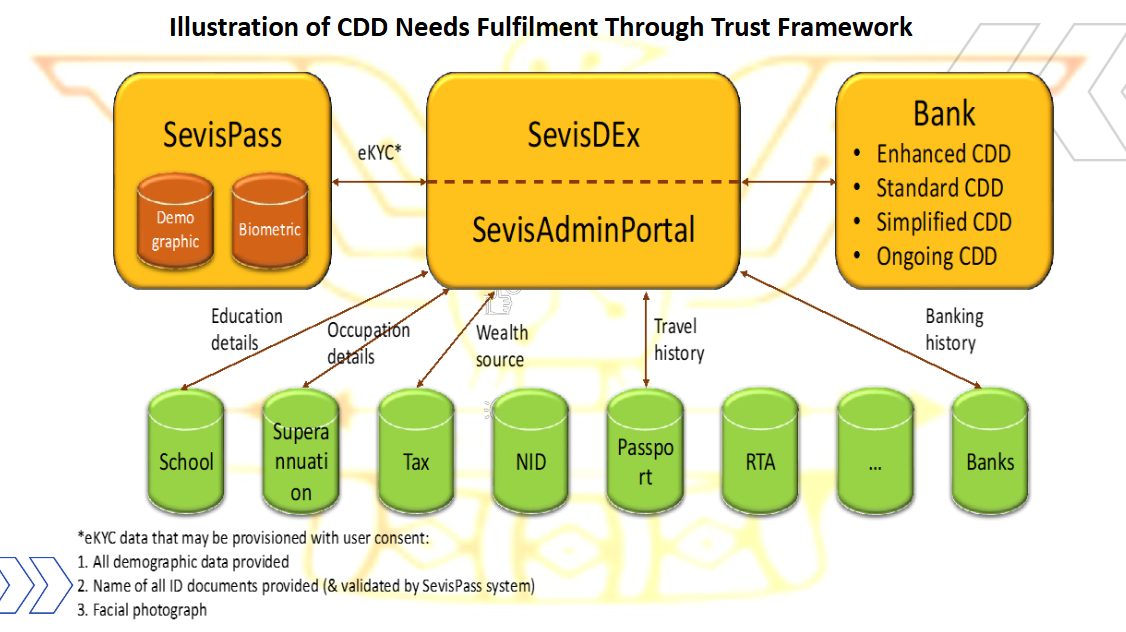 Illustration of CDD Needs Fulfilment Through Trust Framework
SevisPass
Demo
graphic
Biometric
eKYC*
SevisDEx
SevisAdminPortal
Bank
• Enhanced CDD
• Standard CDD
• Simplified CDD
• Ongoing CDD
Education
details
Occupation
details
Wealth
source
Travel
history
Banking
history
School
Supera
nnuati
on
Tax
NID
Passpo
rt
RTA
...
Banks
*eKYC data that may be provisioned with user consent:
1. All demographic data provided
2. Name of all ID documents provided (& validated by SevisPass system)
3. Facial photograph